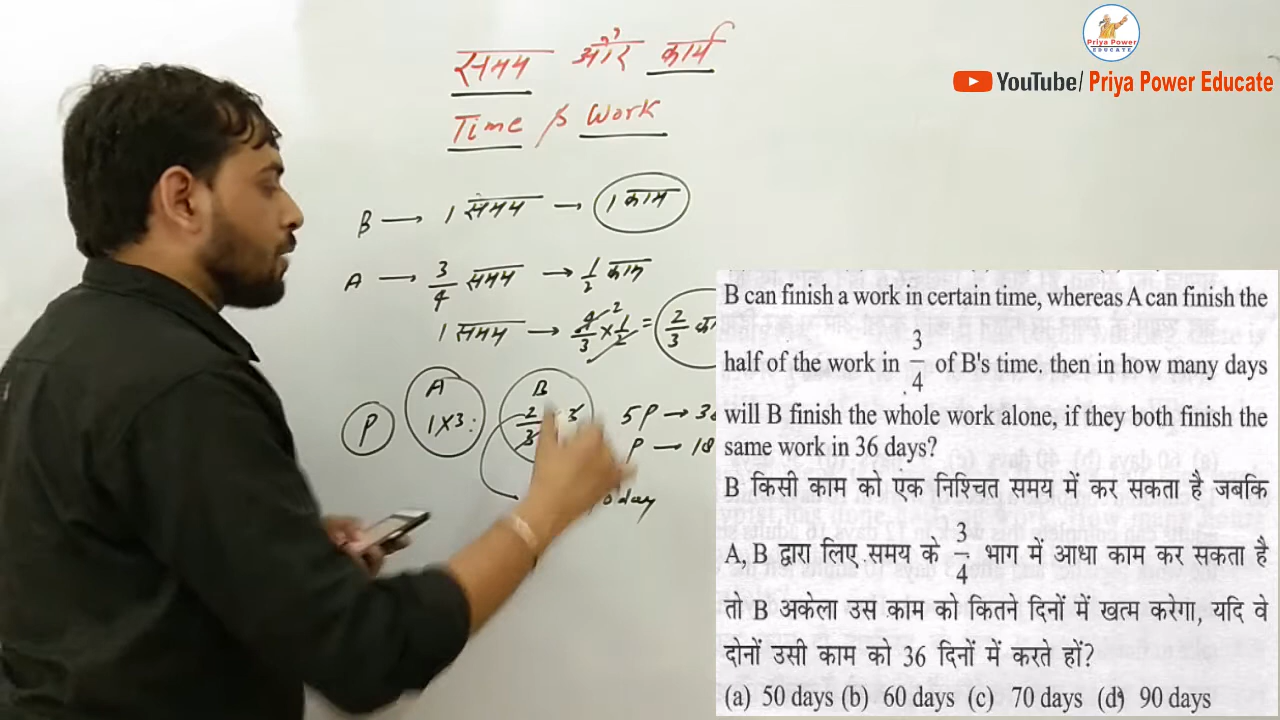 Priya Power
EDUCATE
YouTube/ Priya Power Educate
समय और कार्य
Time & Work
B → 1 समय → 1 काम
A → 3/4 समय → 1/2 काम
1 समय → 4/3 × 1/2 = 2/3
P
A B
1×3 : 2/3 × 3
5P →
P → 18
day
B can finish a work in certain time, whereas A can finish the
half of the work in 3/4 of B's time. then in how many days
will B finish the whole work alone, if they both finish the
same work in 36 days?
B किसी काम को एक निश्चित समय में कर सकता है जबकि
A, B द्वारा लिए समय के 3/4 भाग में आधा काम कर सकता है
तो B अकेला उस काम को कितने दिनों में खत्म करेगा, यदि वे
दोनों उसी काम को 36 दिनों में करते हों?
(a) 50 days (b) 60 days (c) 70 days (d) 90 days